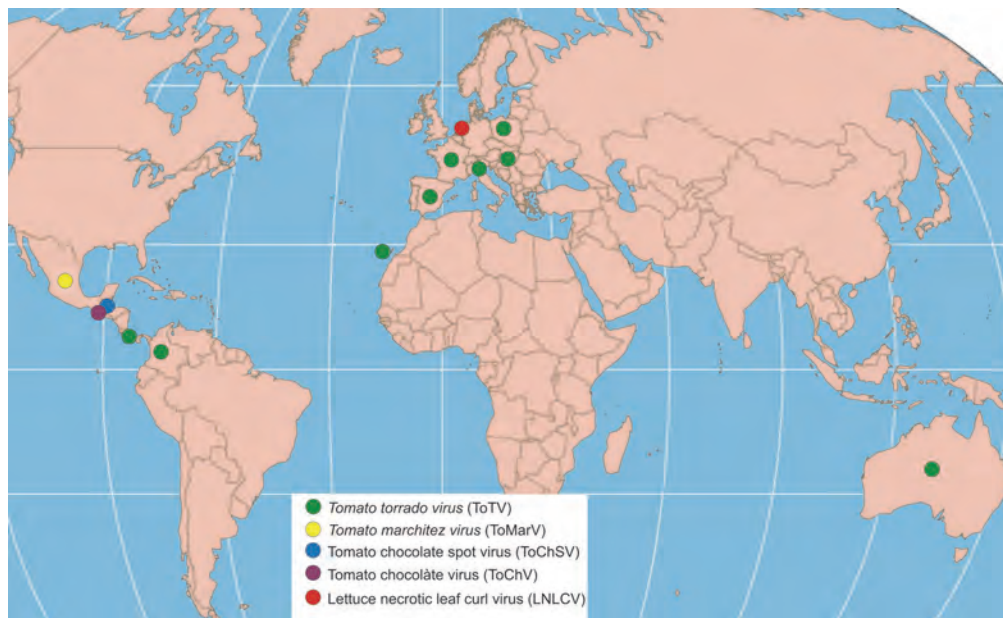 Tomato torrado virus (ToTV)
Tomato marchitez virus (ToMarV)
Tomato chocolate spot virus (ToChSV)
Tomato chocolàte virus (ToChV)
Lettuce necrotic leaf curl virus (LNLCV)